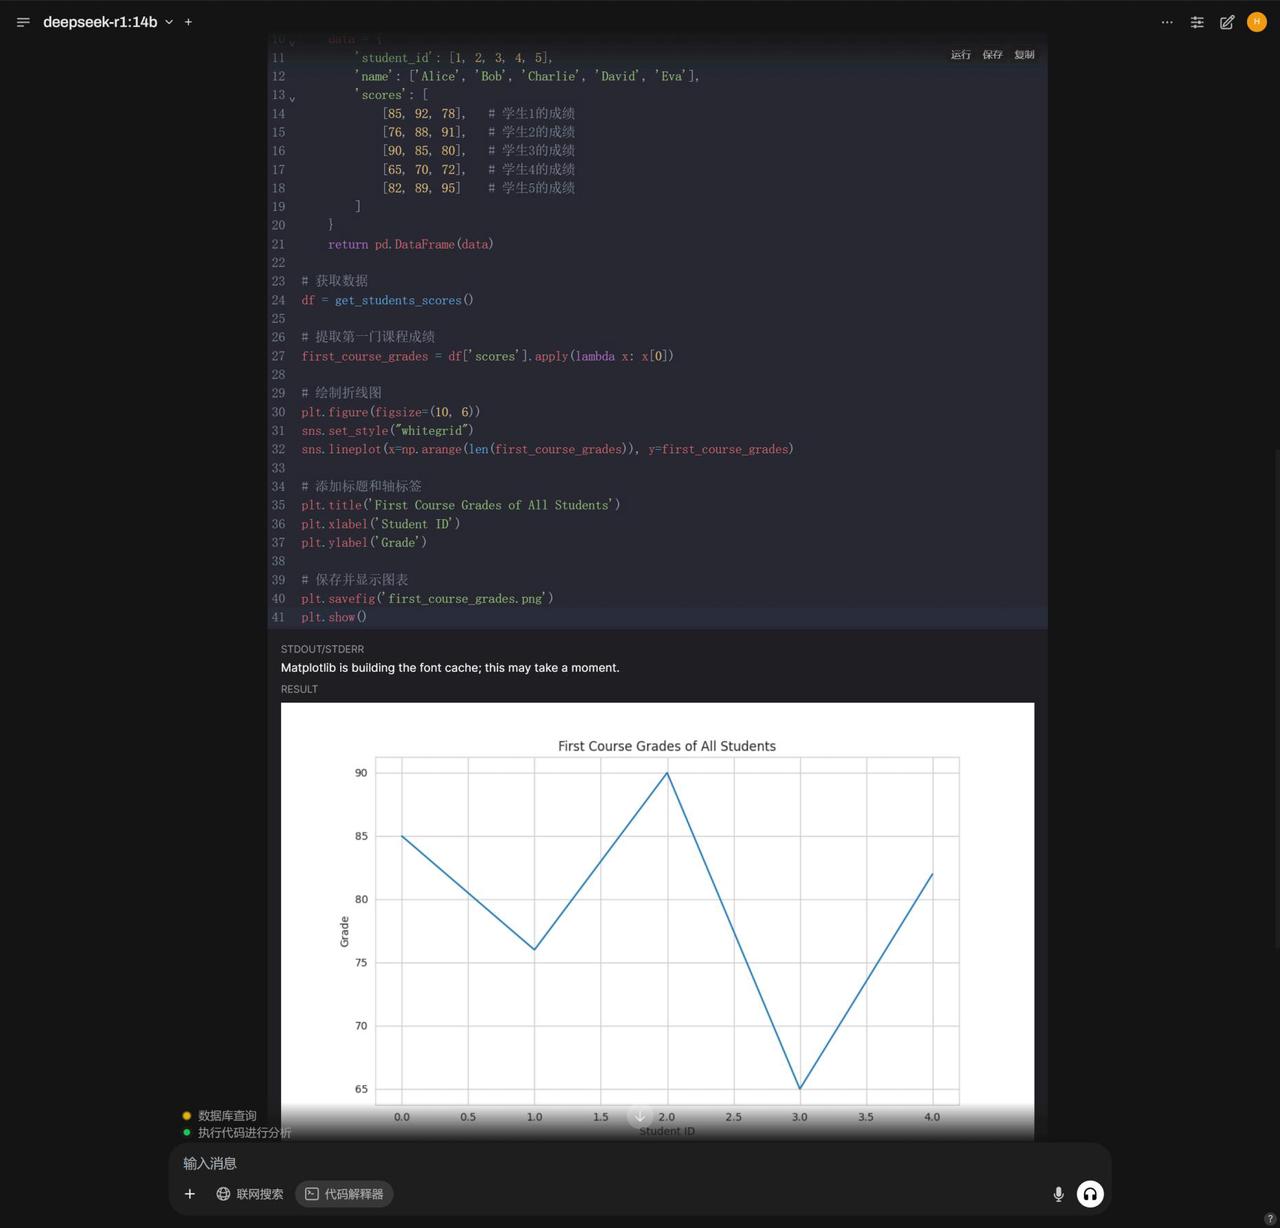 deepseek-r1:14b
运行 保存 复制
10 data = {
11 'student_id': [1, 2, 3, 4, 5],
12 'name': ['Alice', 'Bob', 'Charlie', 'David', 'Eva'],
13 'scores': [
14 [85, 92, 78], # 学生1的成绩
15 [76, 88, 91], # 学生2的成绩
16 [90, 85, 80], # 学生3的成绩
17 [65, 70, 72], # 学生4的成绩
18 [82, 89, 95] # 学生5的成绩
19 ]
20 }
21 return pd.DataFrame(data)
22
23 # 获取数据
24 df = get_students_scores()
25
26 # 提取第一门课程成绩
27 first_course_grades = df['scores'].apply(lambda x: x[0])
28
29 # 绘制折线图
30 plt.figure(figsize=(10, 6))
31 sns.set_style("whitegrid")
32 sns.lineplot(x=np.arange(len(first_course_grades)), y=first_course_grades)
33
34 # 添加标题和轴标签
35 plt.title('First Course Grades of All Students')
36 plt.xlabel('Student ID')
37 plt.ylabel('Grade')
38
39 # 保存并显示图表
40 plt.savefig('first_course_grades.png')
41 plt.show()
STDOUT/STDERR
Matplotlib is building the font cache; this may take a moment.
RESULT
First Course Grades of All Students
90
85
80
Grade
75
70
65
0.0 0.5 1.0 1.5 2.0 2.5 3.0 3.5 4.0
Student ID
数据库查询
执行代码进行分析
输入消息
联网搜索 代码解释器
H
?